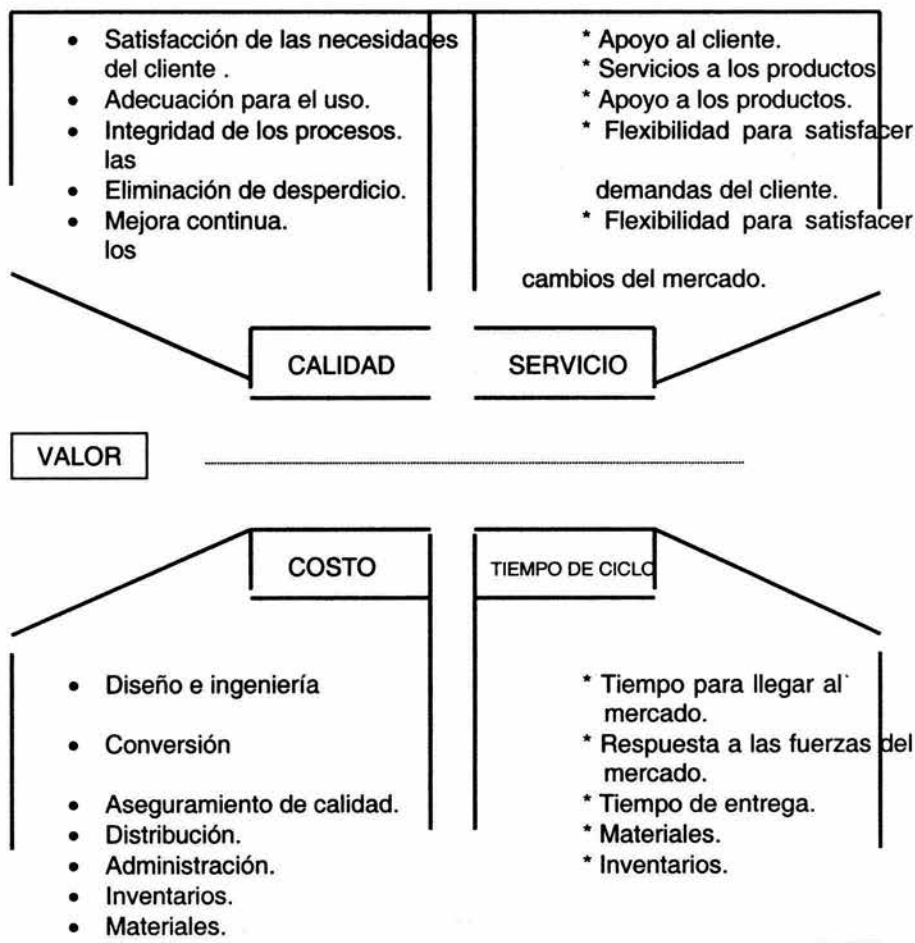 • Satisfacción de las necesidades
del cliente .
• Adecuación para el uso.
• Integridad de los procesos.
las
• Eliminación de desperdicio.
• Mejora continua.
los
* Apoyo al cliente.
* Servicios a los productos
* Apoyo a los productos.
* Flexibilidad para satisfacer
demandas del cliente.
* Flexibilidad para satisfacer
cambios del mercado.
CALIDAD
SERVICIO
VALOR
COSTO
TIEMPO DE CICLO
• Diseño e ingeniería
• Conversión
• Aseguramiento de calidad.
• Distribución.
• Administración.
• Inventarios.
• Materiales.
* Tiempo para llegar al
mercado.
* Respuesta a las fuerzas del
mercado.
* Tiempo de entrega.
* Materiales.
* Inventarios.